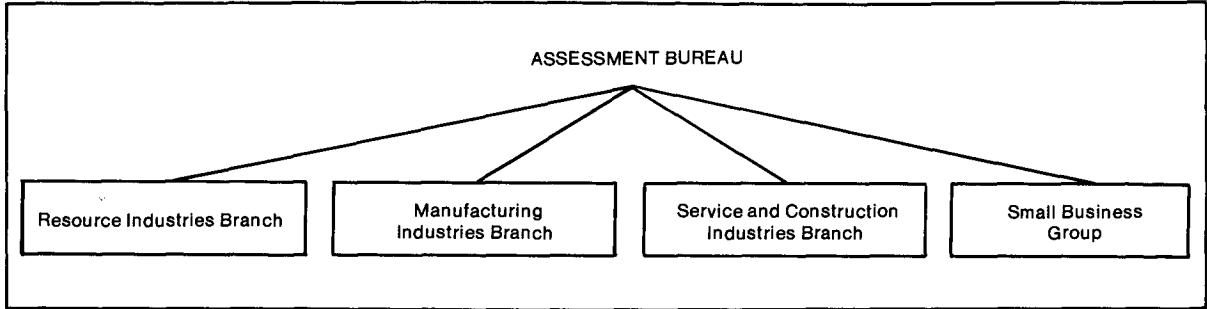 ASSESSMENT BUREAU
Resource Industries Branch
Manufacturing
Industries Branch
Service and Construction
Industries Branch
Small Business
Group